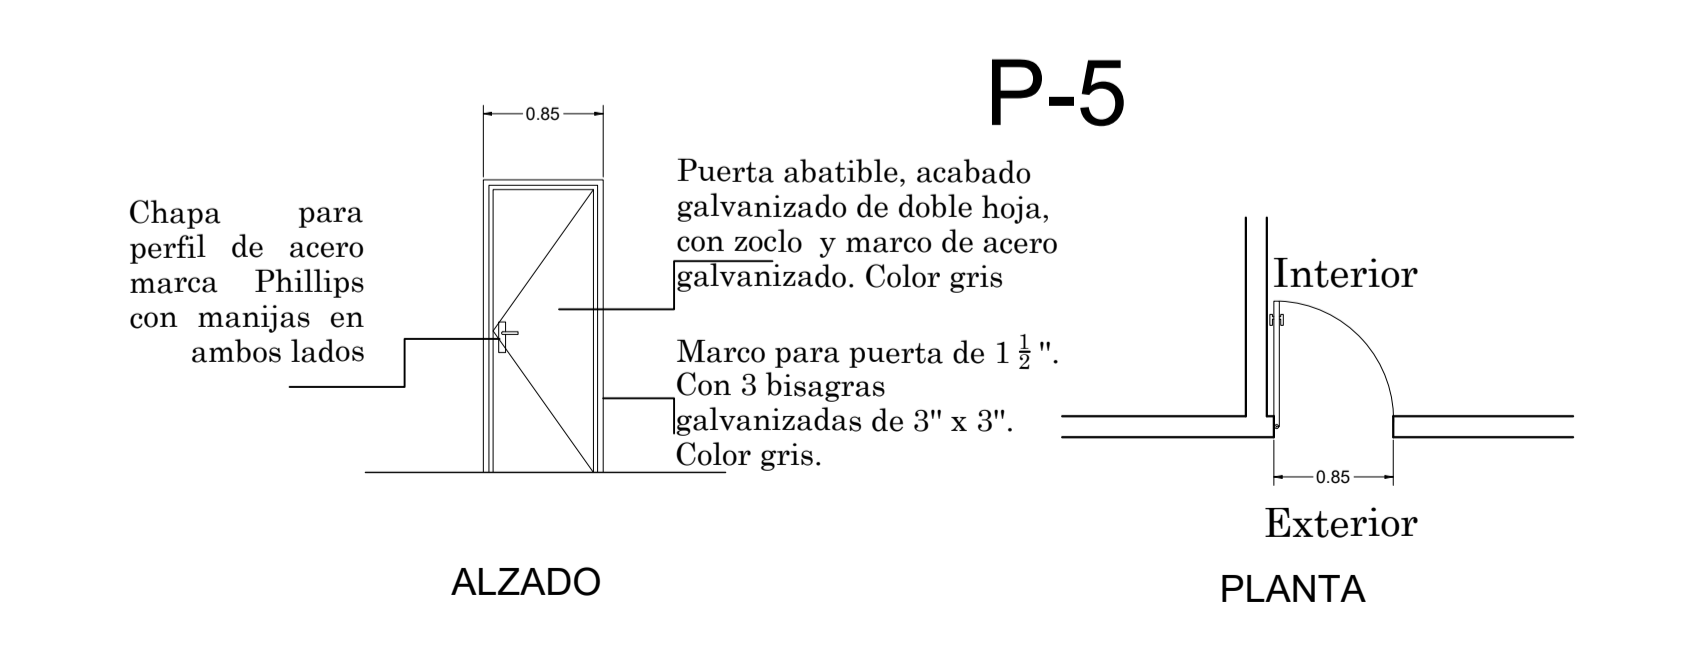 P-5
0.85
Chapa para
perfil de acero
marca Phillips
con manijas en
ambos lados
Puerta abatible, acabado
galvanizado de doble hoja,
con zoclo y marco de acero
galvanizado. Color gris
Marco para puerta de 1 1/2".
Con 3 bisagras
galvanizadas de 3" x 3".
Color gris.
ALZADO
Interior
0.85
Exterior
PLANTA